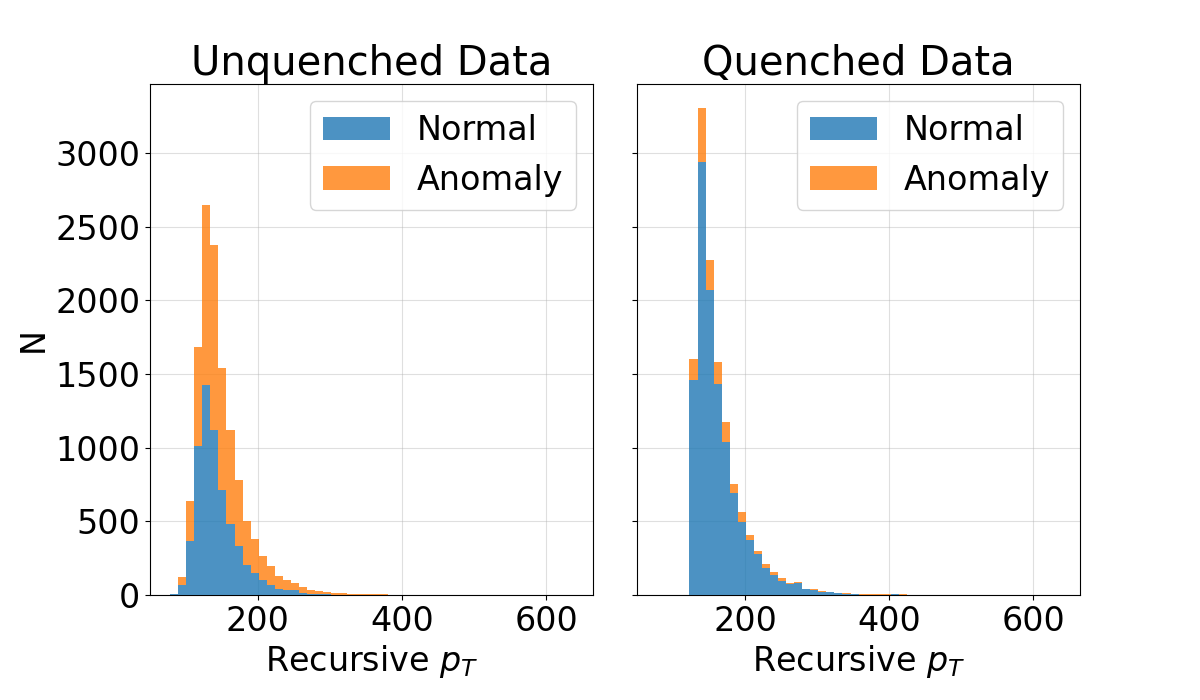 Unquenched Data
Normal
Anomaly
3000
2500
2000
1500
1000
500
0
N
200
400
600
Recursive $p_T$
Quenched Data
Normal
Anomaly
200
400
600
Recursive $p_T$